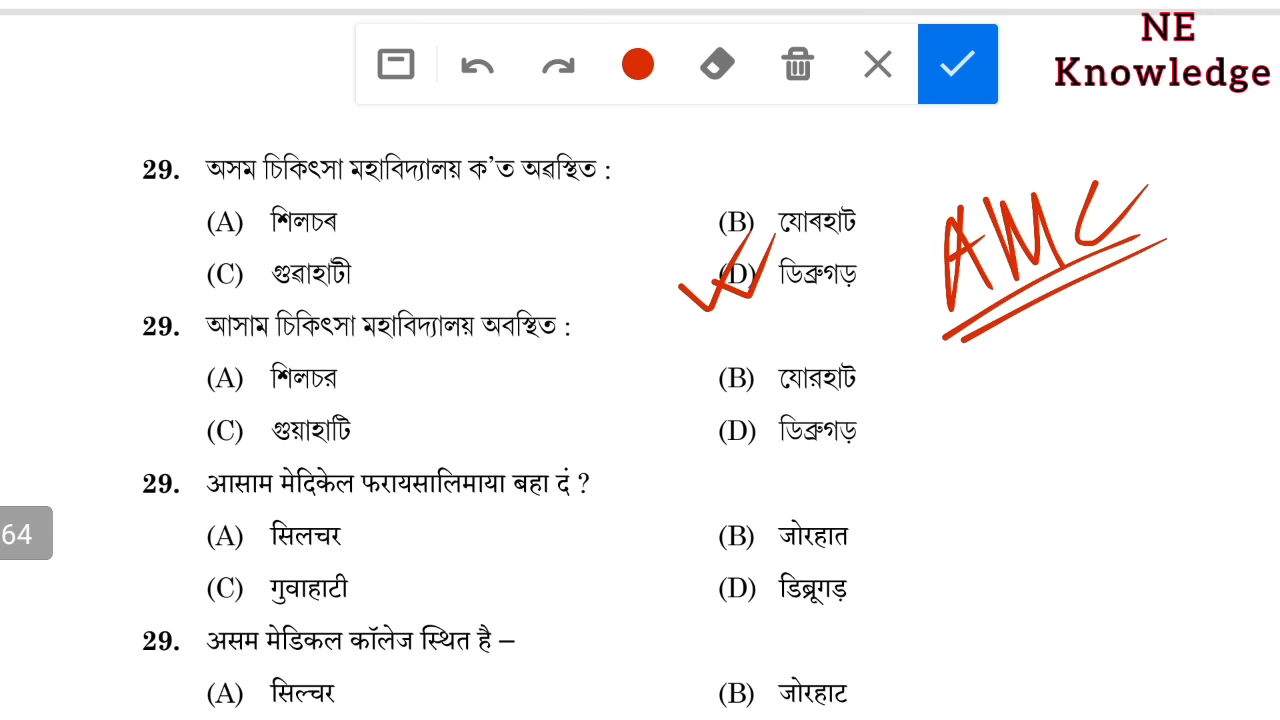 NE
Knowledge
29. অসম চিকিৎসা মহাবিদ্যালয় ক’ত অৱস্থিত :
(A) শিলচৰ (B) যোৰহাট
(C) গুৱাহাটী (D) ডিব্ৰুগড়
AMC
29. আসাম চিকিৎসা মহাবিদ্যালয় অবস্থিত :
(A) শিলচর (B) যোরহাট
(C) গুয়াহাটি (D) ডিব্রুগড়
29. आसाम मेदिकेल फरायसालिमाया बहा दं ?
(A) सिलचर (B) जोरहात
(C) गुवाहाटी (D) डिब्रूगड़
64
29. असम मेडिकल कॉलेज स्थित है –
(A) सिल्चर (B) जोरहाट